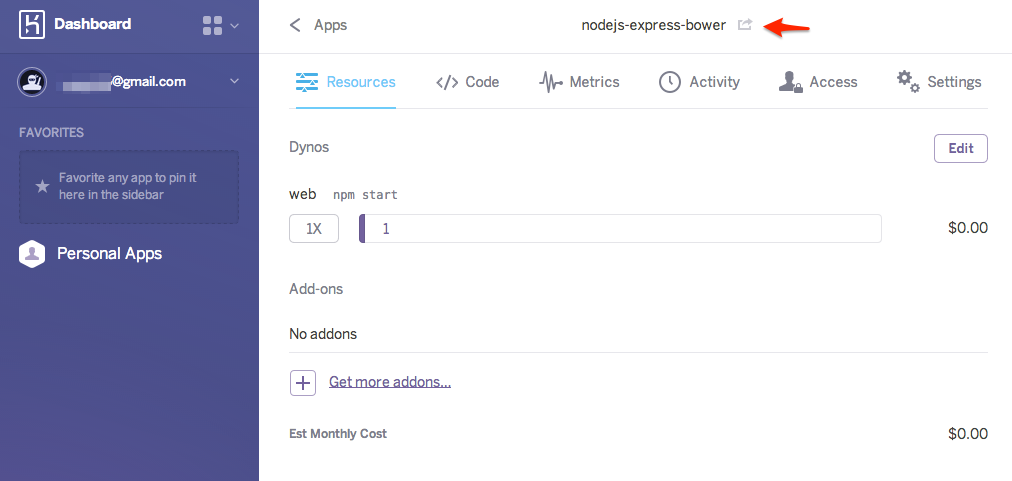 Dashboard
@gmail.com
FAVORITES
Favorite any app to pin it
here in the sidebar
Personal Apps
Apps
nodejs-express-bower
Resources
Code
Metrics
Activity
Access
Settings
Dynos
Edit
web npm start
1X
1
$0.00
Add-ons
No addons
Get more addons...
Est Monthly Cost
$0.00